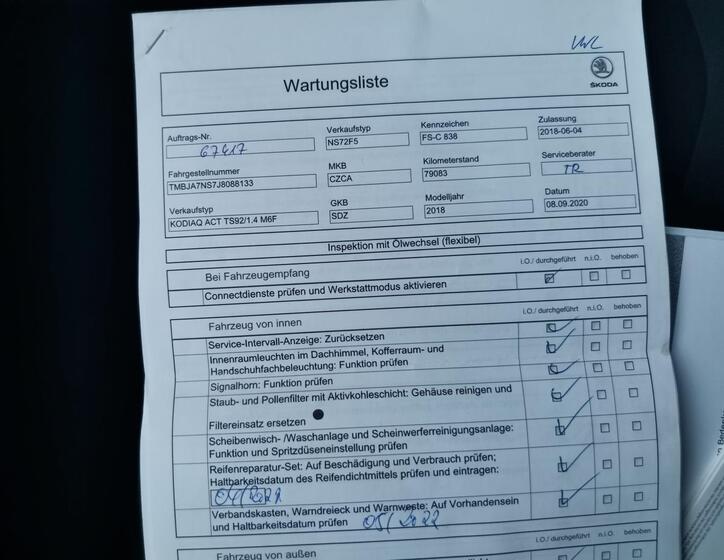 Wartungsliste
ŠKODA
Auftrags-Nr. Verkaufstyp Kennzeichen Zulassung
67417 NS72F5 FS-C 838 2018-06-04
Fahrgestellnummer MKB Kilometerstand Serviceberater
TMBJA7NS7J8088133 CZCA 79083 TR
Verkaufstyp GKB Modelljahr Datum
KODIAQ ACT TS92/1.4 M6F SDZ 2018 08.09.2020
Inspektion mit Ölwechsel (flexibel)
Bei Fahrzeugempfang i.O./ durchgeführt n.i.O. behoben
Connectdienste prüfen und Werkstattmodus aktivieren
Fahrzeug von innen i.O./ durchgeführt n.i.O. behoben
Service-Intervall-Anzeige: Zurücksetzen
Innenraumleuchten im Dachhimmel, Kofferraum- und
Handschuhfachbeleuchtung: Funktion prüfen
Signalhorn: Funktion prüfen
Staub- und Pollenfilter mit Aktivkohleschicht: Gehäuse reinigen und
Filtereinsatz ersetzen
Scheibenwisch- /Waschanlage und Scheinwerferreinigungsanlage:
Funktion und Spritzdüseneinstellung prüfen
Reifenreparatur-Set: Auf Beschädigung und Verbrauch prüfen;
Haltbarkeitsdatum des Reifendichtmittels prüfen und eintragen:
Verbandskasten, Warndreieck und Warnweste: Auf Vorhandensein
und Haltbarkeitsdatum prüfen 05/2022
Fahrzeug von außen i.O./ durchgeführt n.i.O. behoben